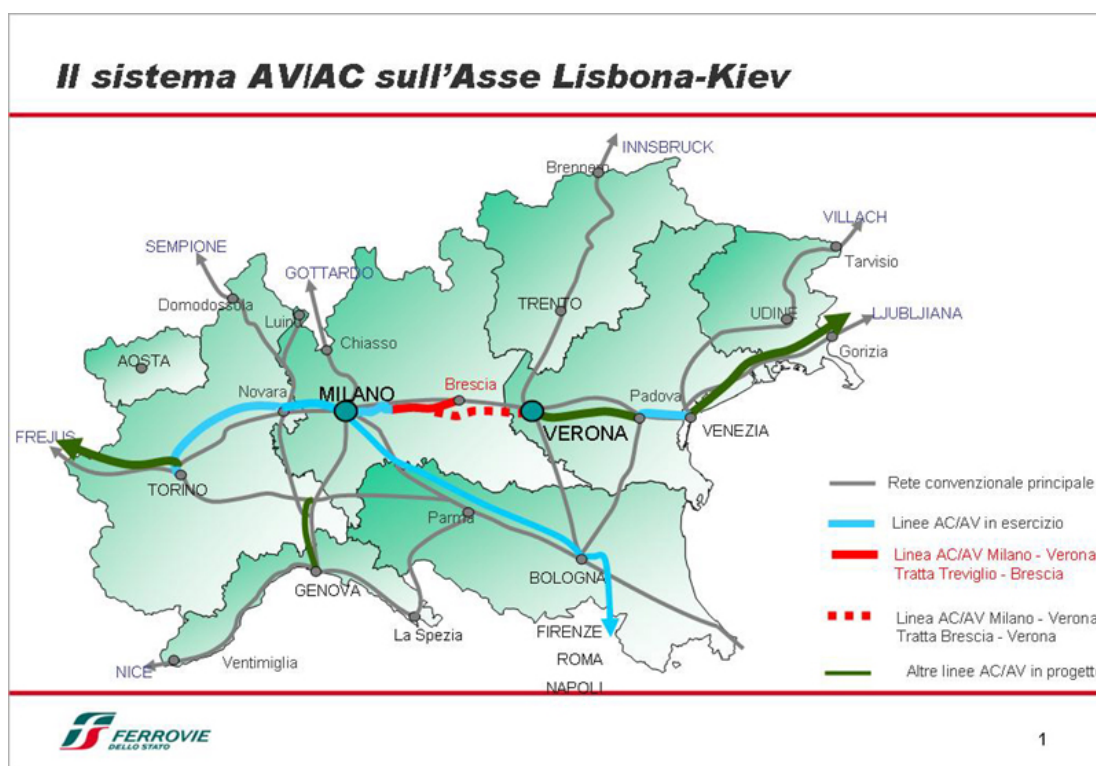 Il sistema AV/AC sull'Asse Lisbona-Kiev
INNSBRUCK
Brennero
VILLACH
Tarvisio
SEMPIONE
GOTTARDO
Domodossola
Luino
Chiasso
TRENTO
UDINE
LJUBLJIANA
Gorizia
AOSTA
Novara
MILANO
Brescia
Padova
VERONA
VENEZIA
FREJUS
TORINO
Parma
BOLOGNA
GENOVA
La Spezia
FIRENZE
ROMA
NAPOLI
NICE
Ventimiglia
Rete convenzionale principale
Linee AC/AV in esercizio
Linea AC/AV Milano - Verona
Tratta Treviglio - Brescia
Linea AC/AV Milano - Verona
Tratta Brescia - Verona
Altre linee AC/AV in progetto
FERROVIE
DELLO STATO
1